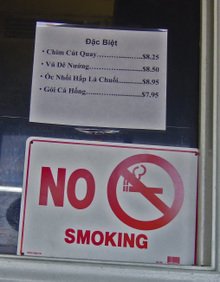 Đặc Biệt
• Chim Cút Quay..................$8.25
• Vú Dê Nướng.....................$8.50
• Ốc Nhồi Hấp Lá Chuối.........$8.95
• Gỏi Cá Hồng......................$7.95
NO
SMOKING